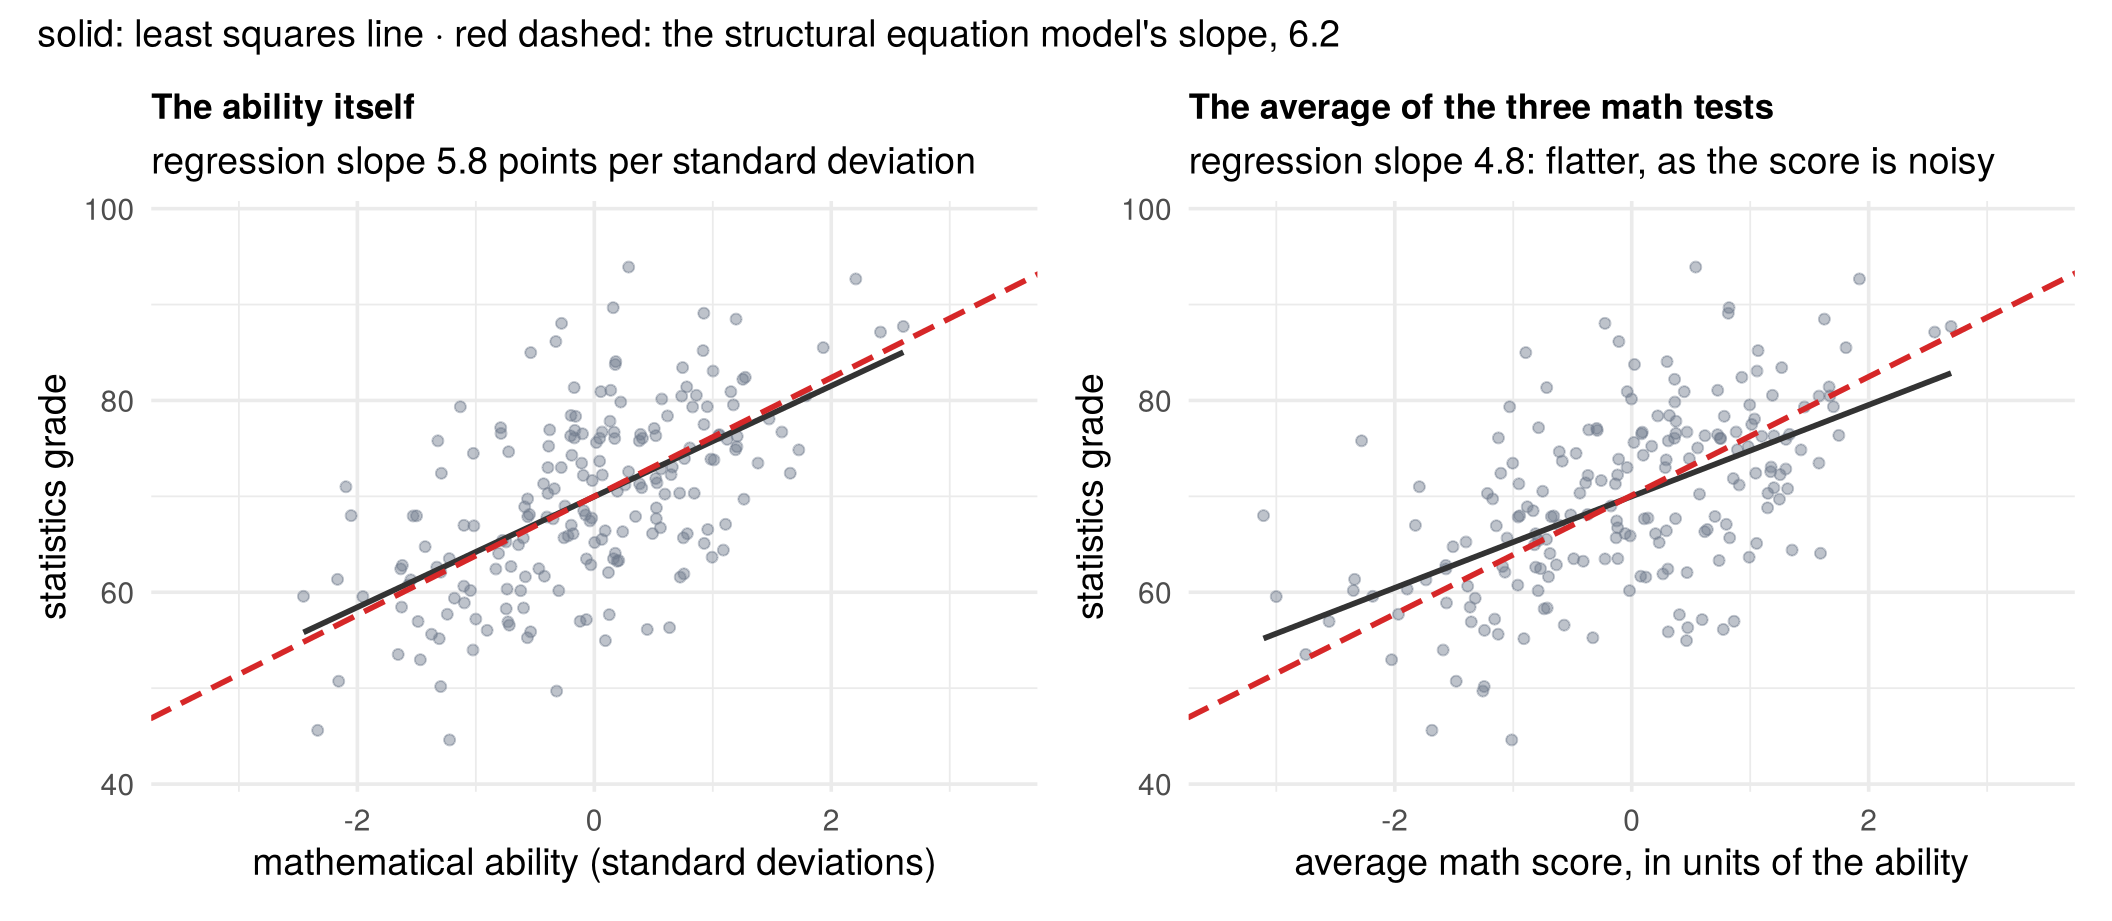 solid: least squares line · red dashed: the structural equation model's slope, 6.2
The ability itself
regression slope 5.8 points per standard deviation
100
80
60
40
statistics grade
-2
0
2
mathematical ability (standard deviations)
The average of the three math tests
regression slope 4.8: flatter, as the score is noisy
100
80
60
40
statistics grade
-2
0
2
average math score, in units of the ability